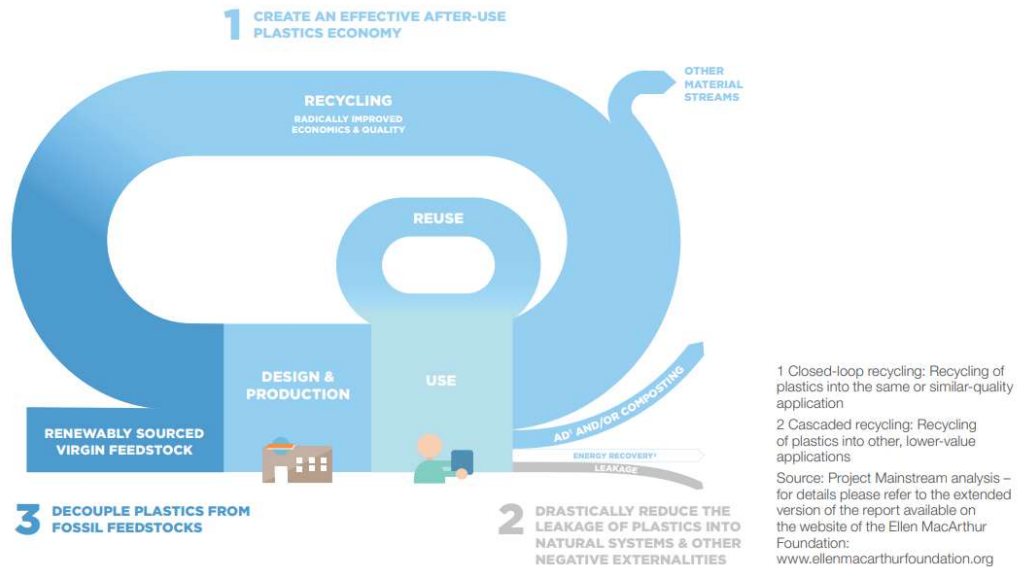 1 CREATE AN EFFECTIVE AFTER-USE
PLASTICS ECONOMY
OTHER
MATERIAL
STREAMS
RECYCLING
RADICALLY IMPROVED
ECONOMICS & QUALITY
REUSE
DESIGN &
PRODUCTION
USE
RENEWABLY SOURCED
VIRGIN FEEDSTOCK
AD¹ AND/OR COMPOSTING
ENERGY RECOVERY²
LEAKAGE
3 DECOUPLE PLASTICS FROM
FOSSIL FEEDSTOCKS
2 DRASTICALLY REDUCE THE
LEAKAGE OF PLASTICS INTO
NATURAL SYSTEMS & OTHER
NEGATIVE EXTERNALITIES
1 Closed-loop recycling: Recycling of
plastics into the same or similar-quality
application
2 Cascaded recycling: Recycling
of plastics into other, lower-value
applications
Source: Project Mainstream analysis –
for details please refer to the extended
version of the report available on
the website of the Ellen MacArthur
Foundation:
www.ellenmacarthurfoundation.org